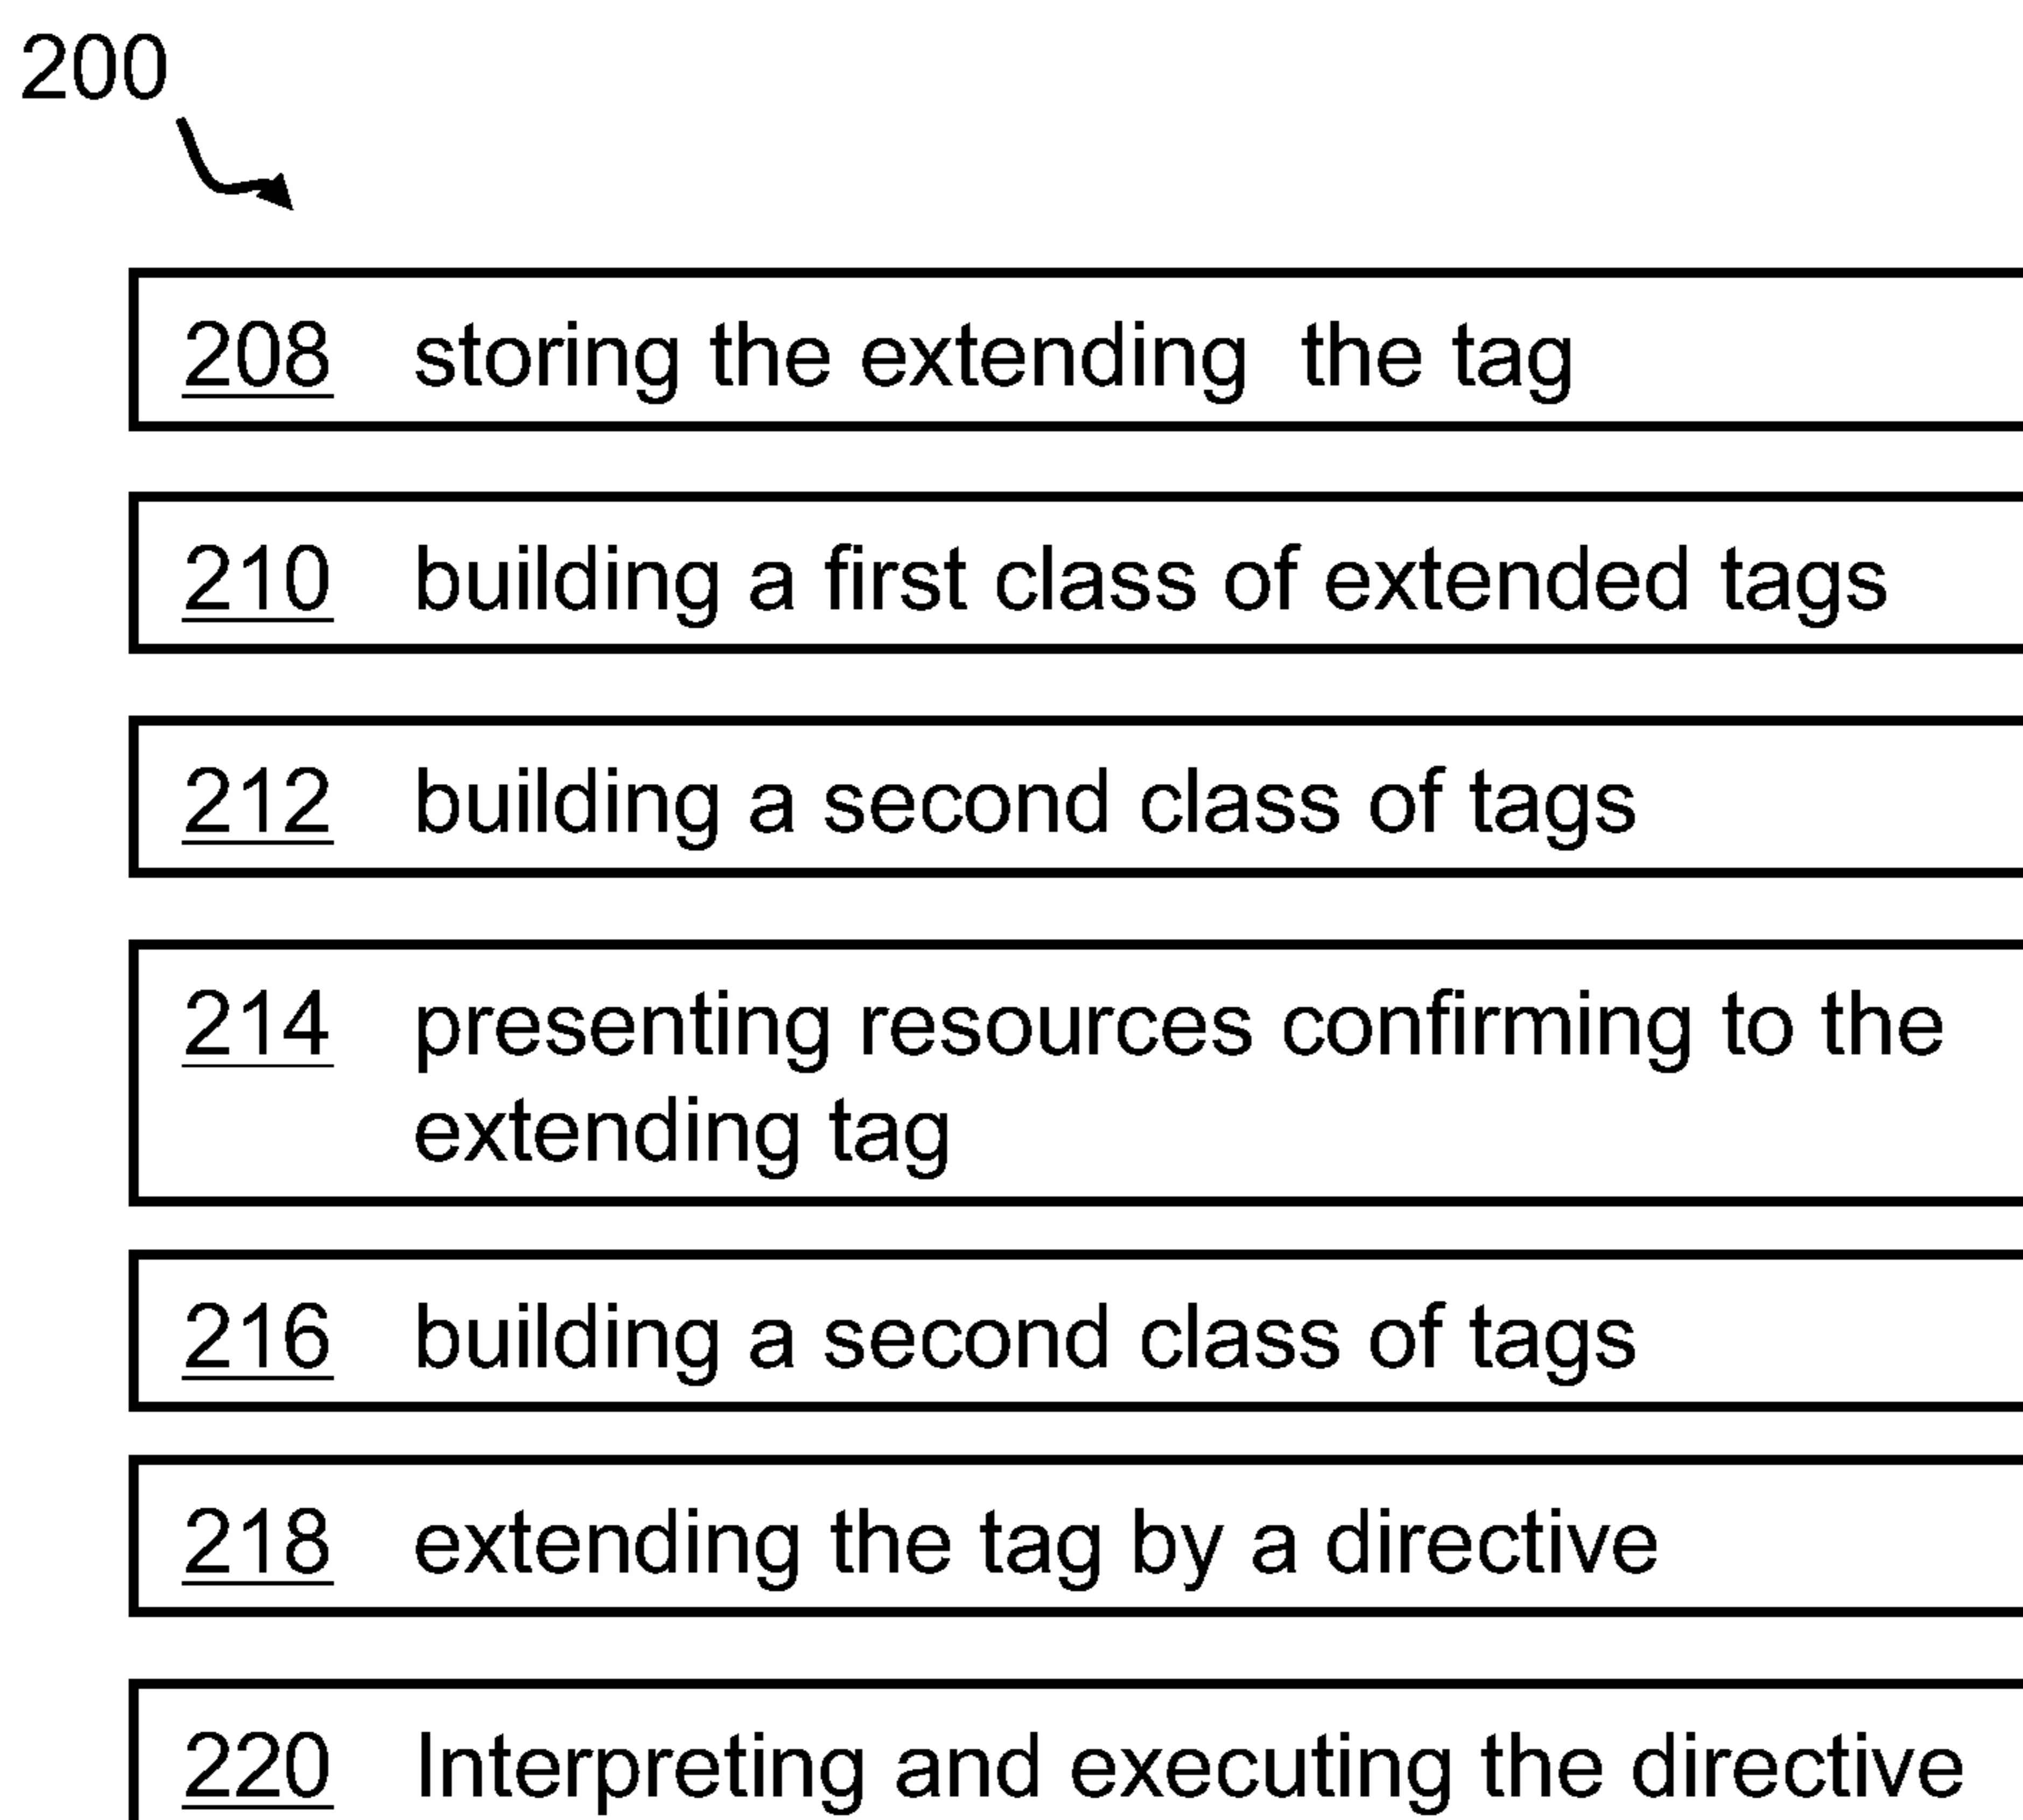 200
208 storing the extending the tag
210 building a first class of extended tags
212 building a second class of tags
214 presenting resources confirming to the
extending tag
216 building a second class of tags
218 extending the tag by a directive
220 Interpreting and executing the directive